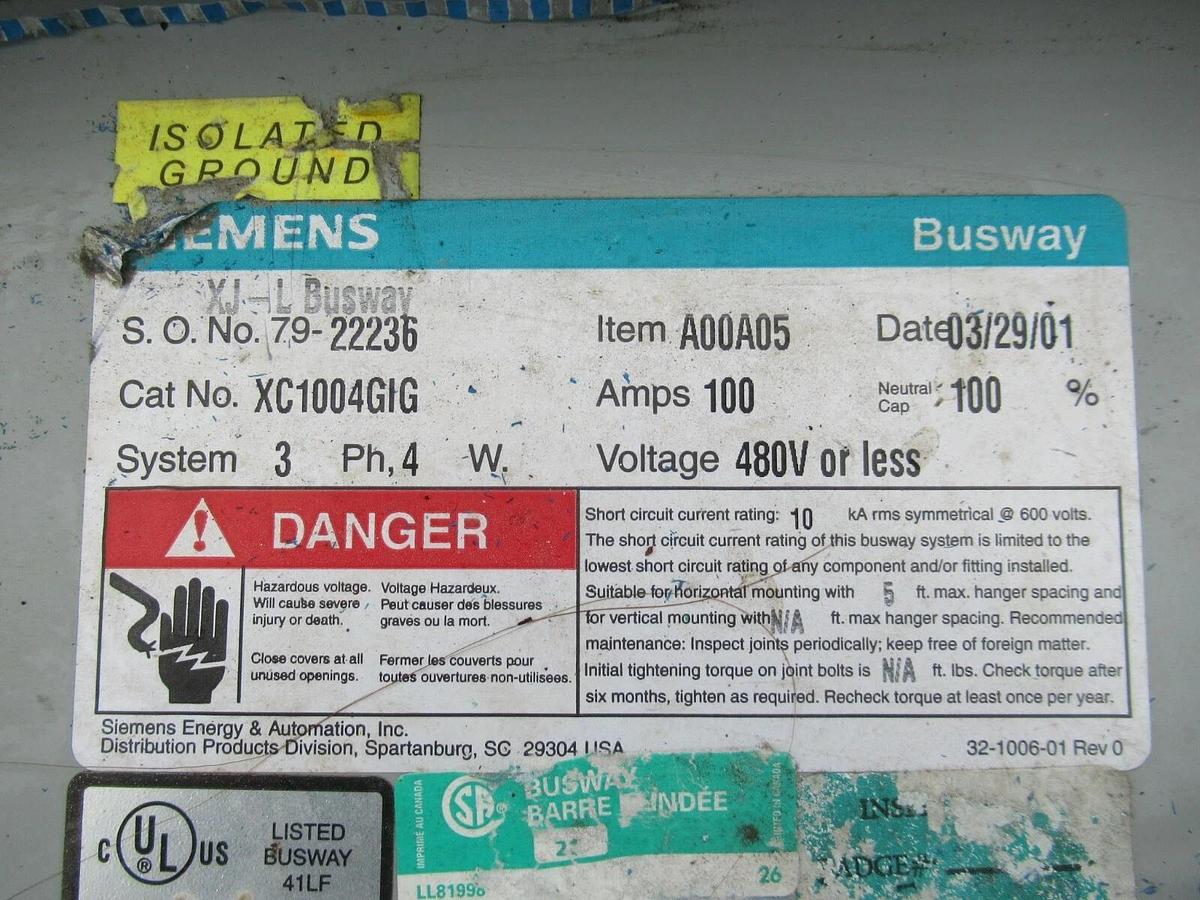 ISOLATED
GROUND
SIEMENS Busway
XJ-L Busway
S. O. No. 79-22236 Item A00A05 Date 03/29/01
Cat No. XC1004GIG Amps 100 Neutral Cap 100 %
System 3 Ph, 4 W. Voltage 480V or less
DANGER
Hazardous voltage.
Will cause severe
injury or death.
Close covers at all
unused openings.
Voltage Hazardeux.
Peut causer des blessures
graves ou la mort.
Fermer les couverts pour
toutes ouvertures non-utilisees.
Short circuit current rating: 10 kA rms symmetrical @ 600 volts.
The short circuit current rating of this busway system is limited to the
lowest short circuit rating of any component and/or fitting installed.
Suitable for horizontal mounting with 5 ft. max. hanger spacing and
for vertical mounting with N/A ft. max hanger spacing. Recommended
maintenance: Inspect joints periodically; keep free of foreign matter.
Initial tightening torque on joint bolts is N/A ft. lbs. Check torque after
six months, tighten as required. Recheck torque at least once per year.
Siemens Energy & Automation, Inc.
Distribution Products Division, Spartanburg, SC 29304 USA 32-1006-01 Rev 0
C UL ® US
LISTED
BUSWAY
41LF
IMPRIMÉ AU CANADA
SA ®
BUSWAY
BARRE
26